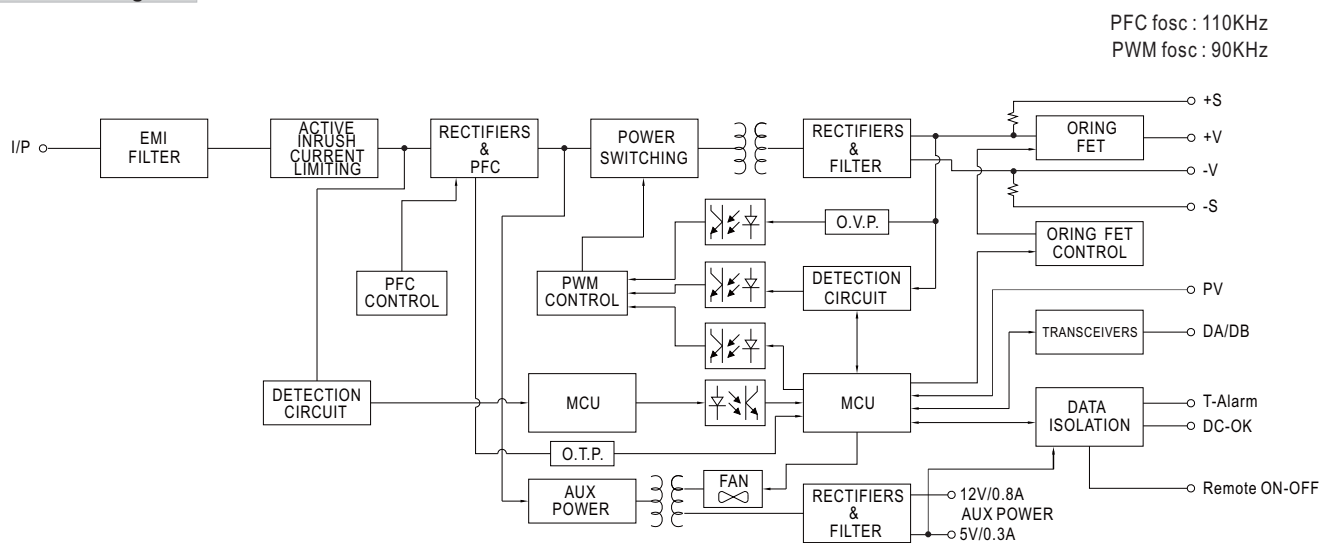 PFC fosc : 110KHz
PWM fosc : 90KHz
I/P
EMI
FILTER
ACTIVE
INRUSH
CURRENT
LIMITING
RECTIFIERS
&
PFC
POWER
SWITCHING
RECTIFIERS
&
FILTER
ORING
FET
+S
+V
-V
-S
O.V.P.
ORING FET
CONTROL
PFC
CONTROL
PWM
CONTROL
DETECTION
CIRCUIT
PV
TRANSCEIVERS
DA/DB
DETECTION
CIRCUIT
MCU
MCU
DATA
ISOLATION
T-Alarm
DC-OK
O.T.P.
AUX
POWER
FAN
RECTIFIERS
&
FILTER
12V/0.8A
AUX POWER
5V/0.3A
Remote ON-OFF